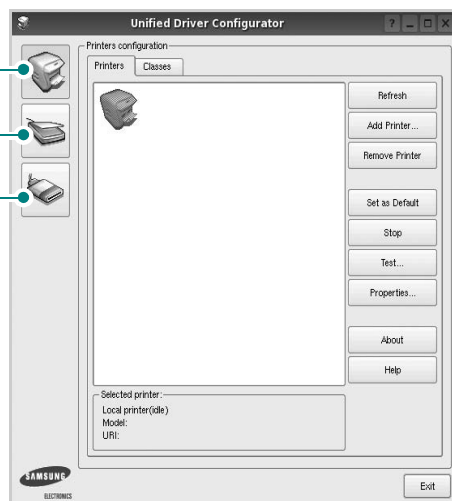 Unified Driver Configurator
Printers configuration
Printers
Classes
Refresh
Add Printer...
Remove Printer
Set as Default
Stop
Test...
Properties...
About
Help
Selected printer:
Local printer(idle)
Model:
URI:
SAMSUNG
ELECTRONICS
Exit